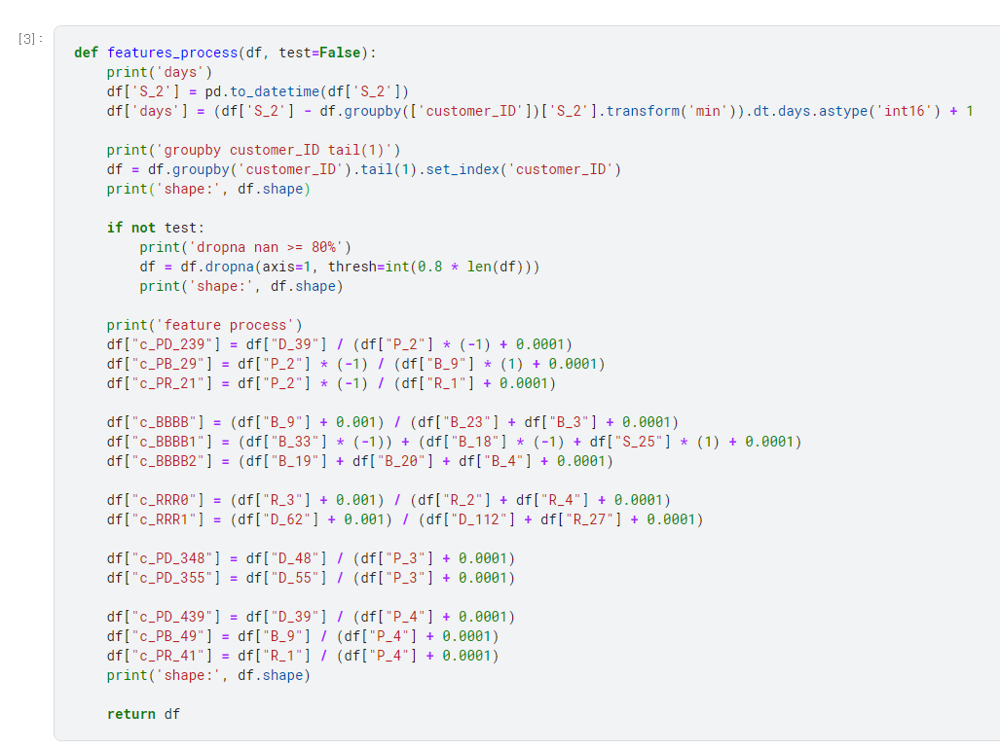 [3]:
def features_process(df, test=False):
    print('days')
    df['S_2'] = pd.to_datetime(df['S_2'])
    df['days'] = (df['S_2'] - df.groupby(['customer_ID'])['S_2'].transform('min')).dt.days.astype('int16') + 1

    print('groupby customer_ID tail(1)')
    df = df.groupby('customer_ID').tail(1).set_index('customer_ID')
    print('shape:', df.shape)

    if not test:
        print('dropna nan >= 80%')
        df = df.dropna(axis=1, thresh=int(0.8 * len(df)))
        print('shape:', df.shape)

    print('feature process')
    df["c_PD_239"] = df["D_39"] / (df["P_2"] * (-1) + 0.0001)
    df["c_PB_29"] = df["P_2"] * (-1) / (df["B_9"] * (1) + 0.0001)
    df["c_PR_21"] = df["P_2"] * (-1) / (df["R_1"] + 0.0001)

    df["c_BBBB"] = (df["B_9"] + 0.001) / (df["B_23"] + df["B_3"] + 0.0001)
    df["c_BBBB1"] = (df["B_33"] * (-1)) + (df["B_18"] * (-1) + df["S_25"] * (1) + 0.0001)
    df["c_BBBB2"] = (df["B_19"] + df["B_20"] + df["B_4"] + 0.0001)

    df["c_RRR0"] = (df["R_3"] + 0.001) / (df["R_2"] + df["R_4"] + 0.0001)
    df["c_RRR1"] = (df["D_62"] + 0.001) / (df["D_112"] + df["R_27"] + 0.0001)

    df["c_PD_348"] = df["D_48"] / (df["P_3"] + 0.0001)
    df["c_PD_355"] = df["D_55"] / (df["P_3"] + 0.0001)

    df["c_PD_439"] = df["D_39"] / (df["P_4"] + 0.0001)
    df["c_PB_49"] = df["B_9"] / (df["P_4"] + 0.0001)
    df["c_PR_41"] = df["R_1"] / (df["P_4"] + 0.0001)
    print('shape:', df.shape)

    return df